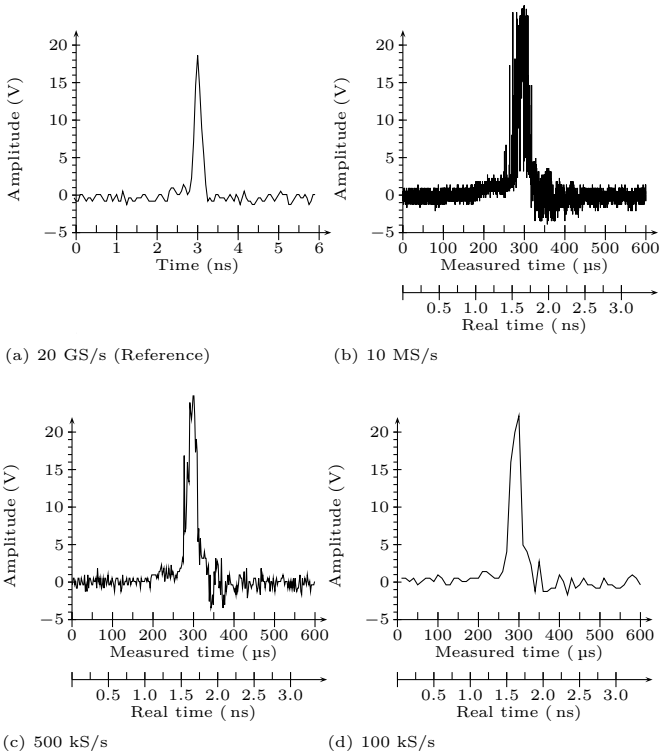 20
15
10
5
0
−5
Amplitude (V)
0 1 2 3 4 5 6
Time (ns)
(a) 20 GS/s (Reference)
20
15
10
5
0
−5
Amplitude (V)
0 100 200 300 400 500 600
Measured time ( µs)
0.5 1.0 1.5 2.0 2.5 3.0
Real time ( ns)
(b) 10 MS/s
20
15
10
5
0
−5
Amplitude (V)
0 100 200 300 400 500 600
Measured time ( µs)
0.5 1.0 1.5 2.0 2.5 3.0
Real time ( ns)
(c) 500 kS/s
20
15
10
5
0
−5
Amplitude (V)
0 100 200 300 400 500 600
Measured time ( µs)
0.5 1.0 1.5 2.0 2.5 3.0
Real time ( ns)
(d) 100 kS/s